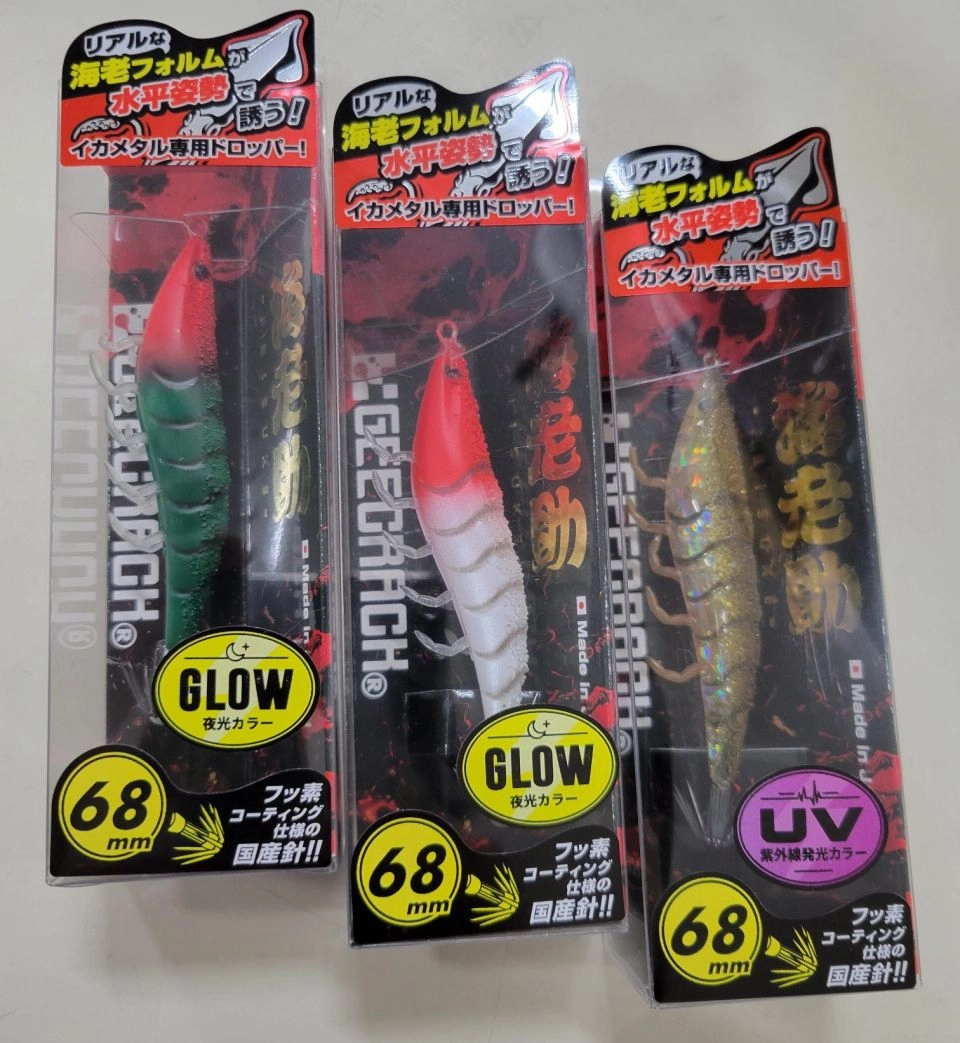 リアルな
海老フォルムが
水平姿勢で
誘う!
イカメタル専用ドロッパー!
海老助
GEECRACK®
Made in
GLOW
夜光カラー
68mm
フッ素
コーティング
仕様の
国産針!!
リアルな
海老フォルムが
水平姿勢で
誘う!
イカメタル専用ドロッパー!
海老助
GEECRACK®
Made in J
GLOW
夜光カラー
68mm
フッ素
コーティング
仕様の
国産針!!
リアルな
海老フォルムが
水平姿勢で
誘う!
イカメタル専用ドロッパー!
海老助
GEECRACK®
Made in J
UV
紫外線発光カラー
68mm
フッ素
コーティング
仕様の
国産針!!